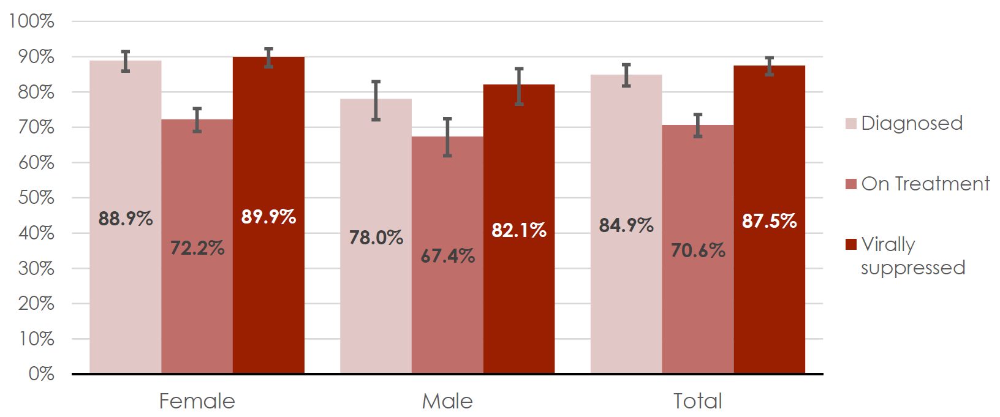 100%
90%
80%
70%
60%
50%
40%
30%
20%
10%
0%
88.9%
72.2%
89.9%
78.0%
67.4%
82.1%
84.9%
70.6%
87.5%
Female
Male
Total
Diagnosed
On Treatment
Virally
suppressed